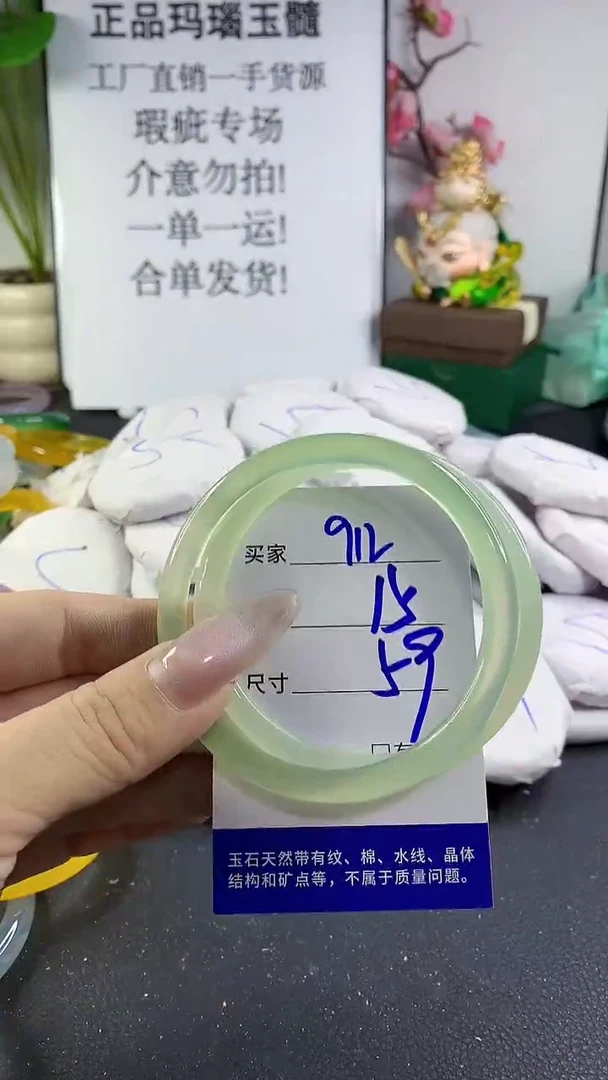 正品玛瑙玉髓
工厂直销一手货源
瑕疵专场
介意勿拍!
一单一运!
合单发货!
买家 912
15
尺寸 59
玉石天然带有纹、棉、水线、晶体
结构和矿点等，不属于质量问题。